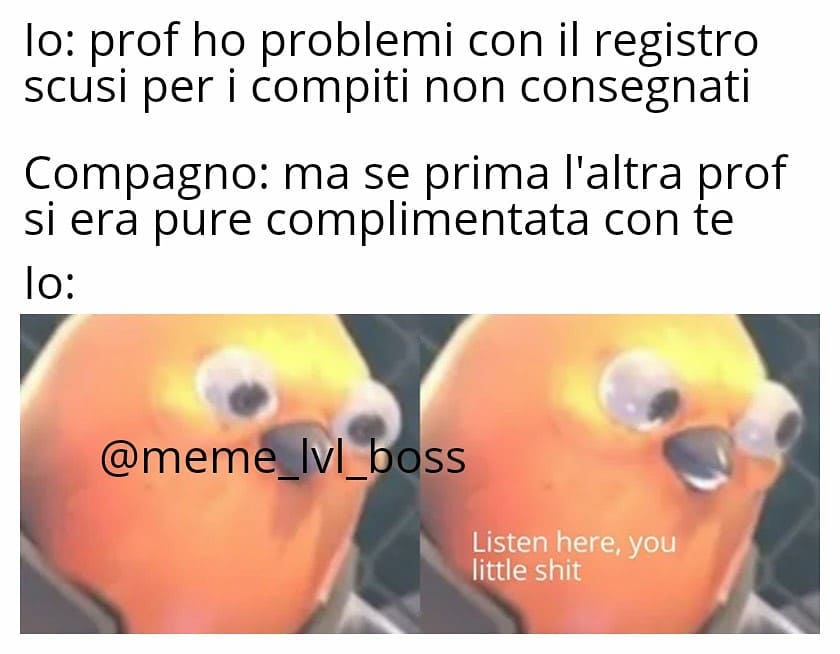 Io: prof ho problemi con il registro
scusi per i compiti non consegnati
Compagno: ma se prima l'altra prof
si era pure complimentata con te
Io:
@meme_lvl_boss
Listen here, you
little shit